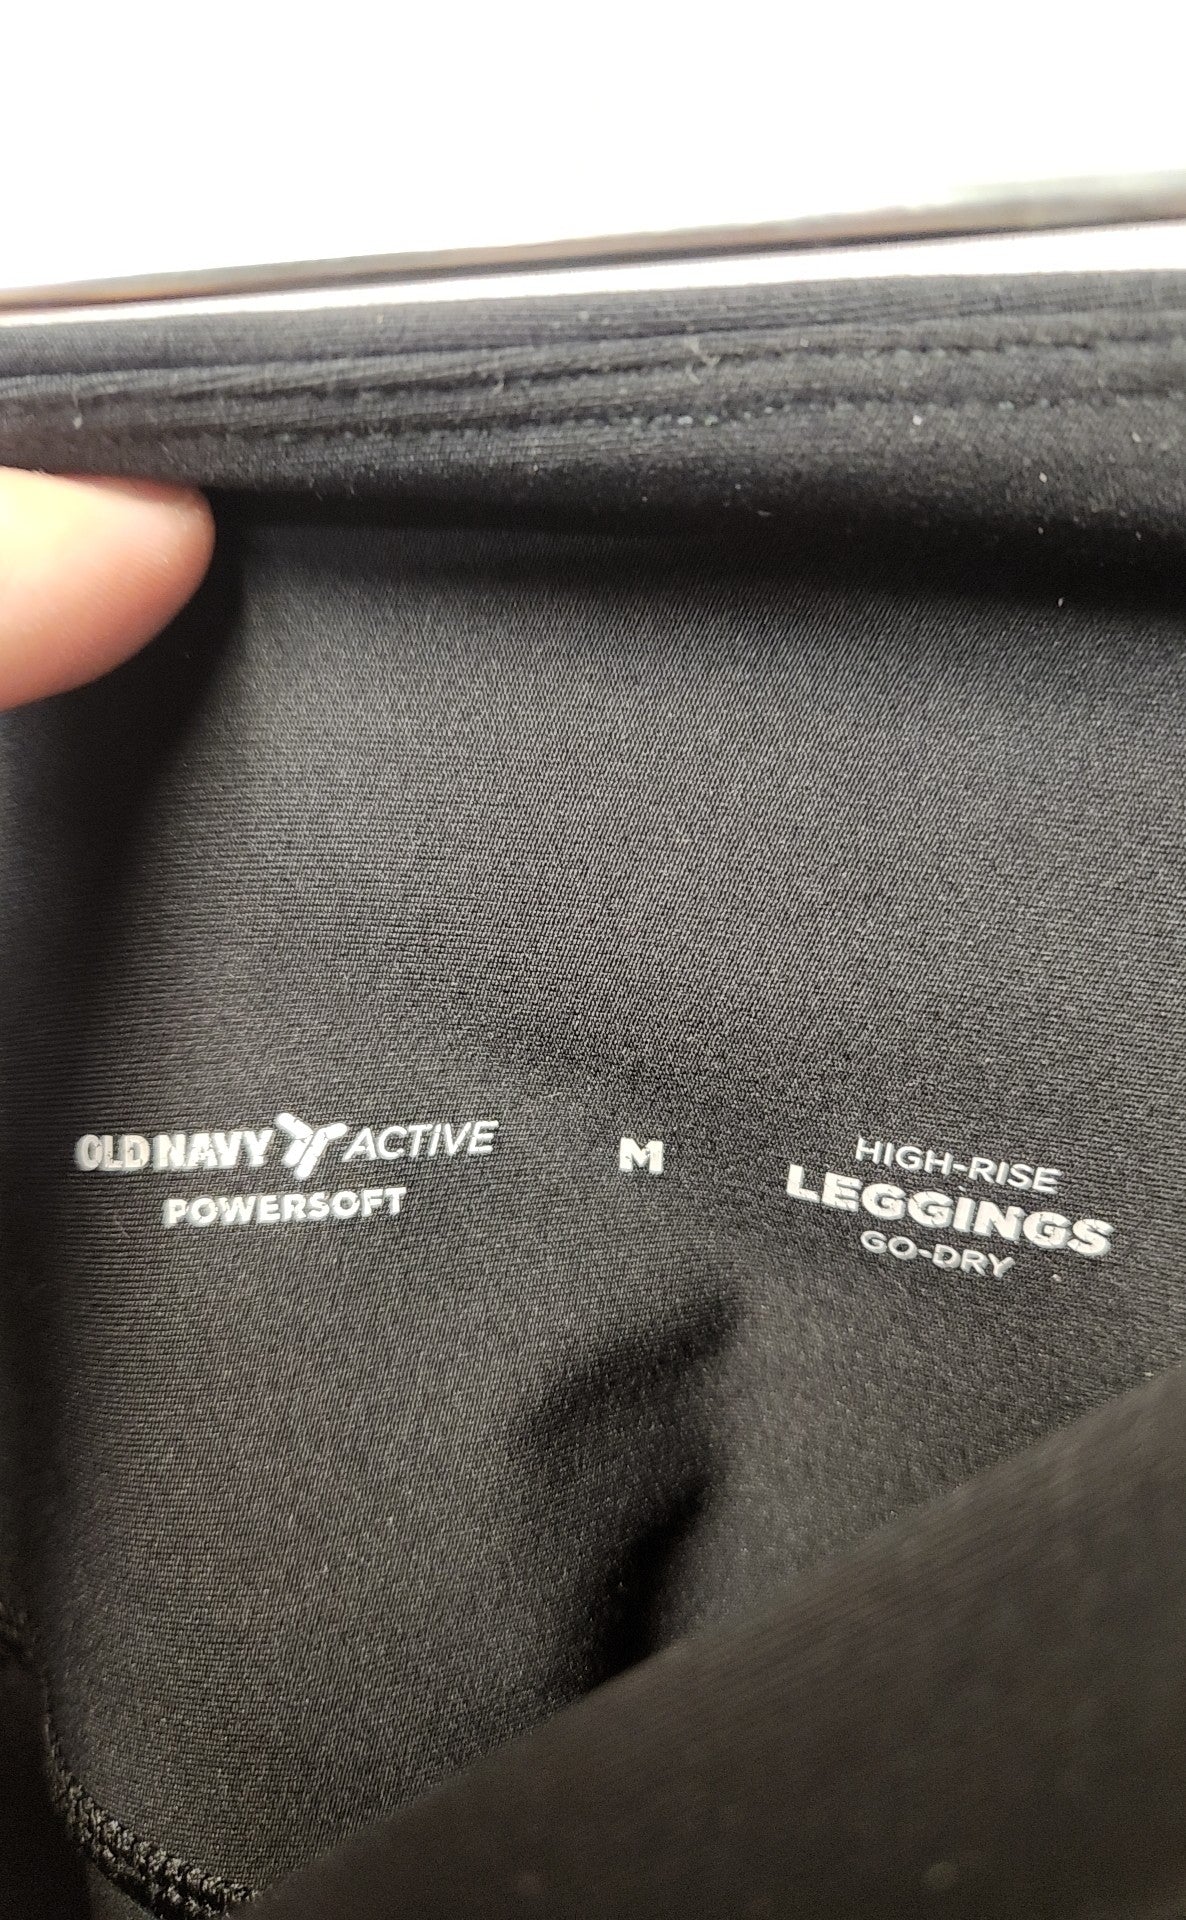 OLD NAVY ACTIVE
POWERSOFT
M
HIGH-RISE
LEGGINGS
GO-DRY